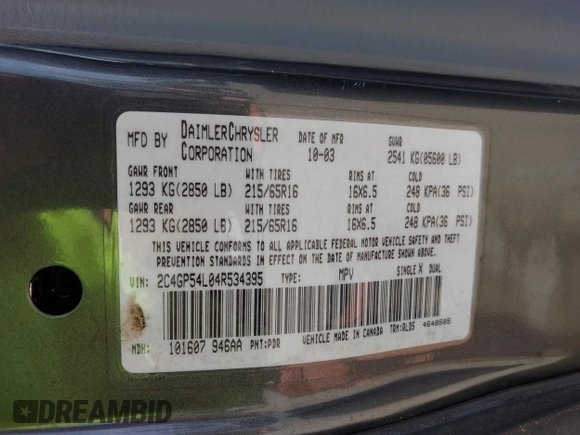 MFD BY DAIMLERCHRYSLER CORPORATION DATE OF MFR 10-03 GVWR 2541 KG(05600 LB)
GAWR FRONT WITH TIRES RIMS AT COLD
1293 KG(2850 LB) 215/65R16 16X6.5 248 KPA(36 PSI)
GAWR REAR WITH TIRES RIMS AT COLD
1293 KG(2850 LB) 215/65R16 16X6.5 248 KPA(36 PSI)
THIS VEHICLE CONFORMS TO ALL APPLICABLE FEDERAL MOTOR VEHICLE SAFETY AND THEFT
PREVENTION STANDARDS IN EFFECT ON THE DATE OF MANUFACTURE SHOWN ABOVE.
VIN: 2C4GP54L04R534395 TYPE: MPV SINGLE X DUAL
MDH: 101607 946AA PNT:PDR VEHICLE MADE IN CANADA TRM:RLDS 4648505
DREAMBID